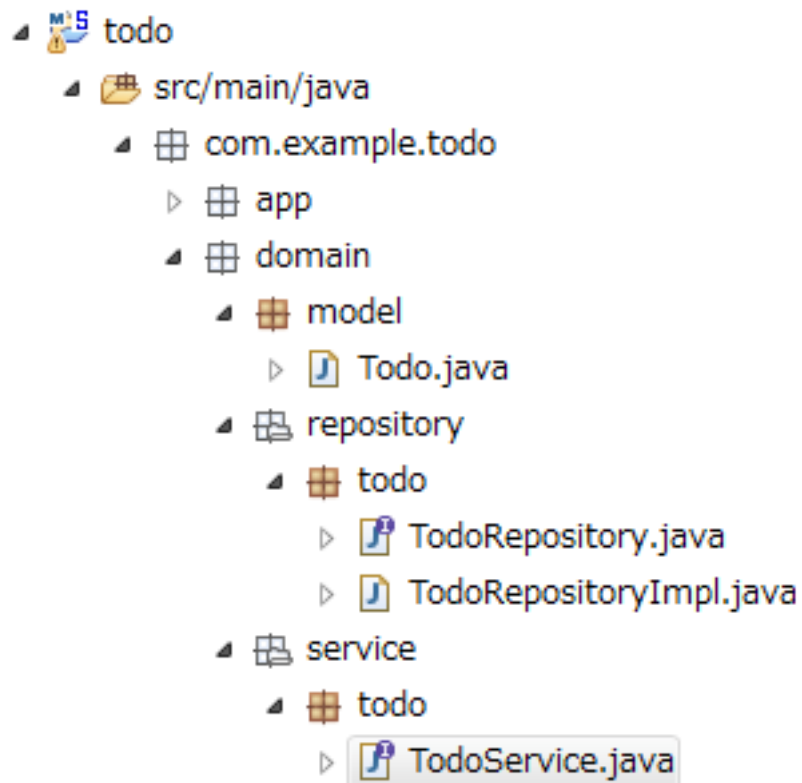 todo
src/main/java
com.example.todo
app
domain
model
Todo.java
repository
todo
TodoRepository.java
TodoRepositoryImpl.java
service
todo
TodoService.java